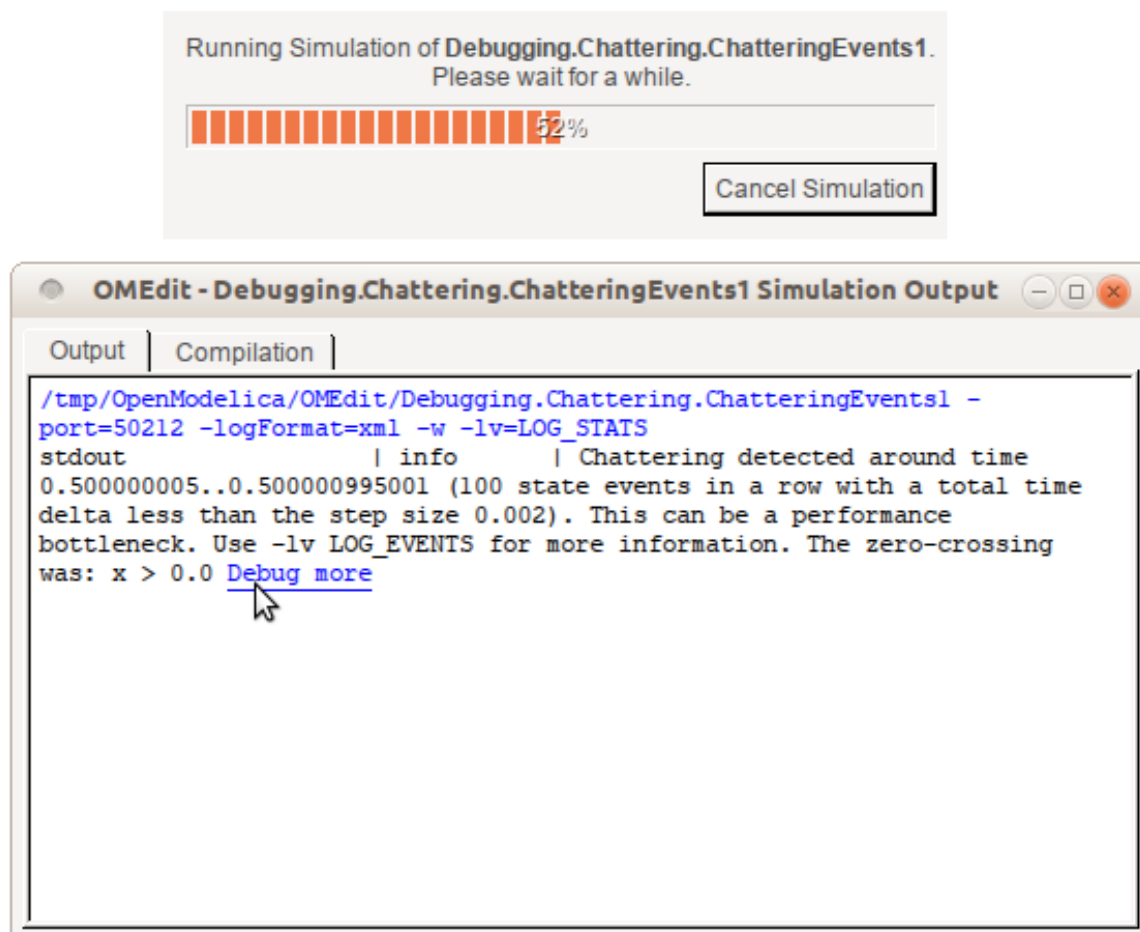 Running Simulation of Debugging.Chattering.ChatteringEvents1.
Please wait for a while.
52%
Cancel Simulation
OMEdit - Debugging.Chattering.ChatteringEvents1 Simulation Output
Output Compilation
/tmp/OpenModelica/OMEdit/Debugging.Chattering.ChatteringEvents1 -
port=50212 -logFormat=xml -w -lv=LOG_STATS
stdout | info | Chattering detected around time
0.500000005..0.500000995001 (100 state events in a row with a total time
delta less than the step size 0.002). This can be a performance
bottleneck. Use -lv LOG_EVENTS for more information. The zero-crossing
was: x > 0.0 Debug more